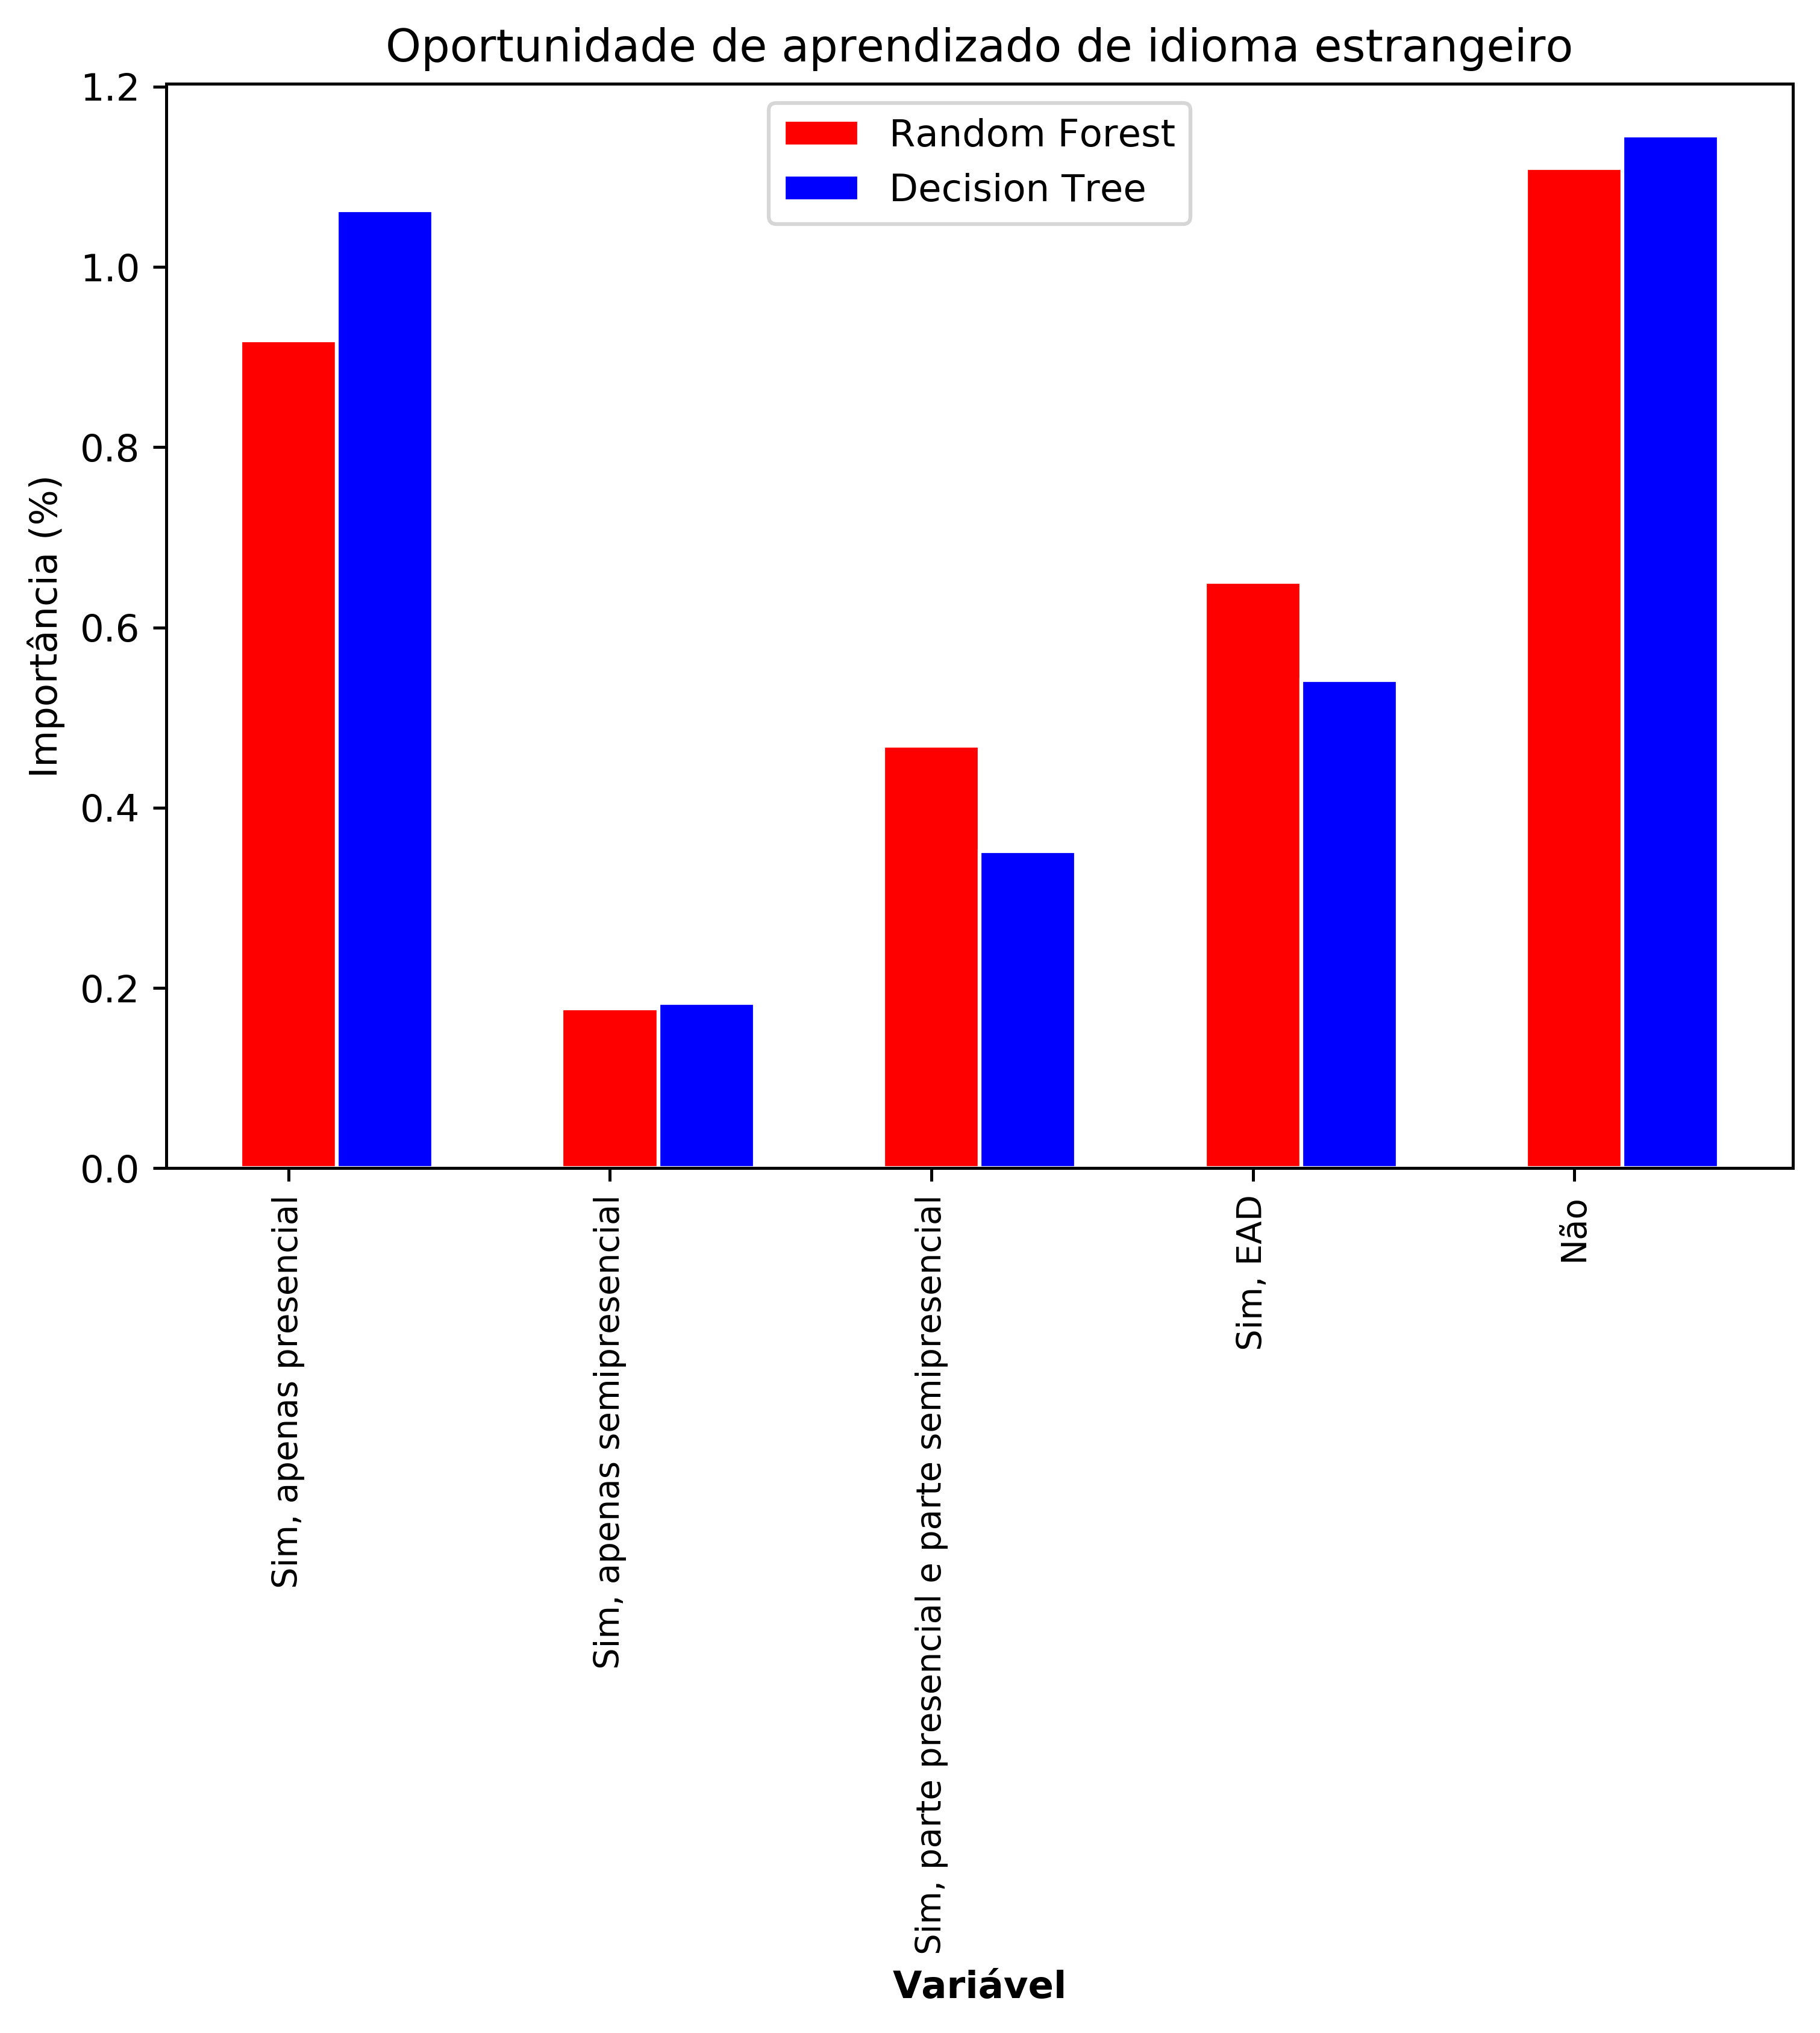 Oportunidade de aprendizado de idioma estrangeiro
Random Forest
Decision Tree
Importância (%)
1.2
1.0
0.8
0.6
0.4
0.2
0.0
Sim, apenas presencial
Sim, apenas semipresencial
Sim, parte presencial e parte semipresencial
Sim, EAD
Não
Variável